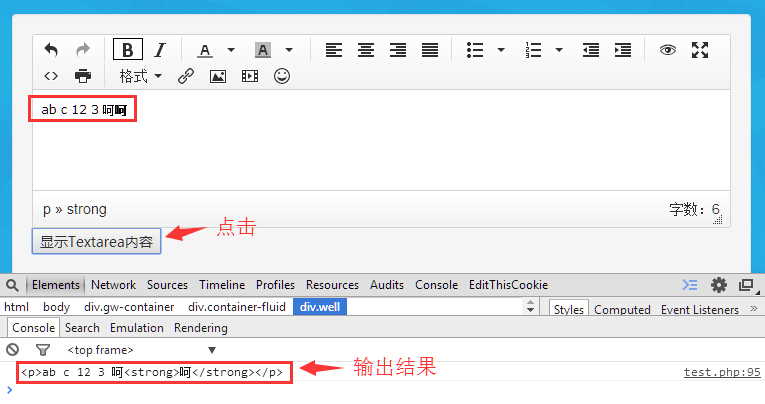 B I A A
格式
ab c 12 3 呵呵
p » strong 字数：6
显示Textarea内容 点击
Elements Network Sources Timeline Profiles Resources Audits Console EditThisCookie
html body div.gw-container div.container-fluid div.well Styles Computed Event Listeners »
Console Search Emulation Rendering
<top frame> ▼
<p>ab c 12 3 呵<strong>呵</strong></p> 输出结果 test.php:95
>